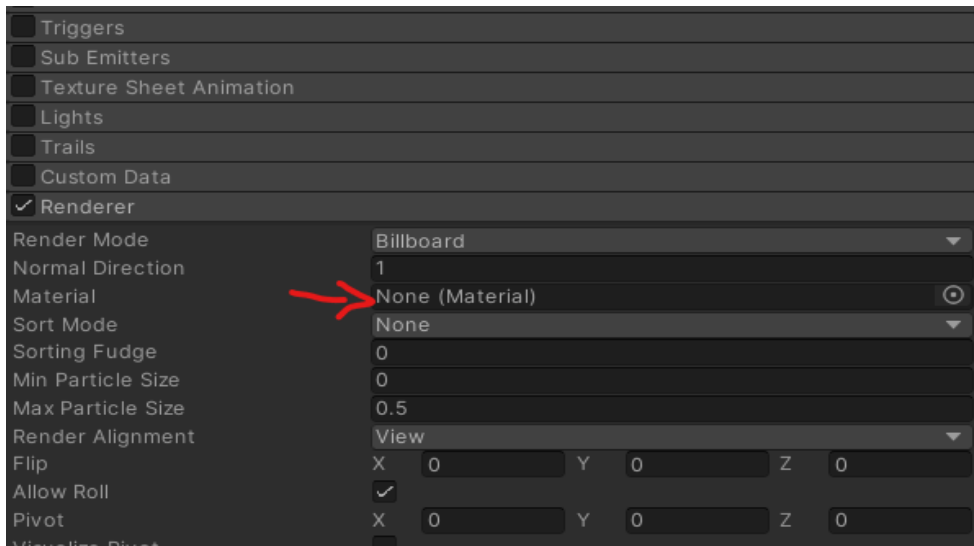 Triggers
Sub Emitters
Texture Sheet Animation
Lights
Trails
Custom Data
Renderer
Render Mode Billboard
Normal Direction 1
Material None (Material)
Sort Mode None
Sorting Fudge 0
Min Particle Size 0
Max Particle Size 0.5
Render Alignment View
Flip X 0 Y 0 Z 0
Allow Roll
Pivot X 0 Y 0 Z 0
Visualize Pivot